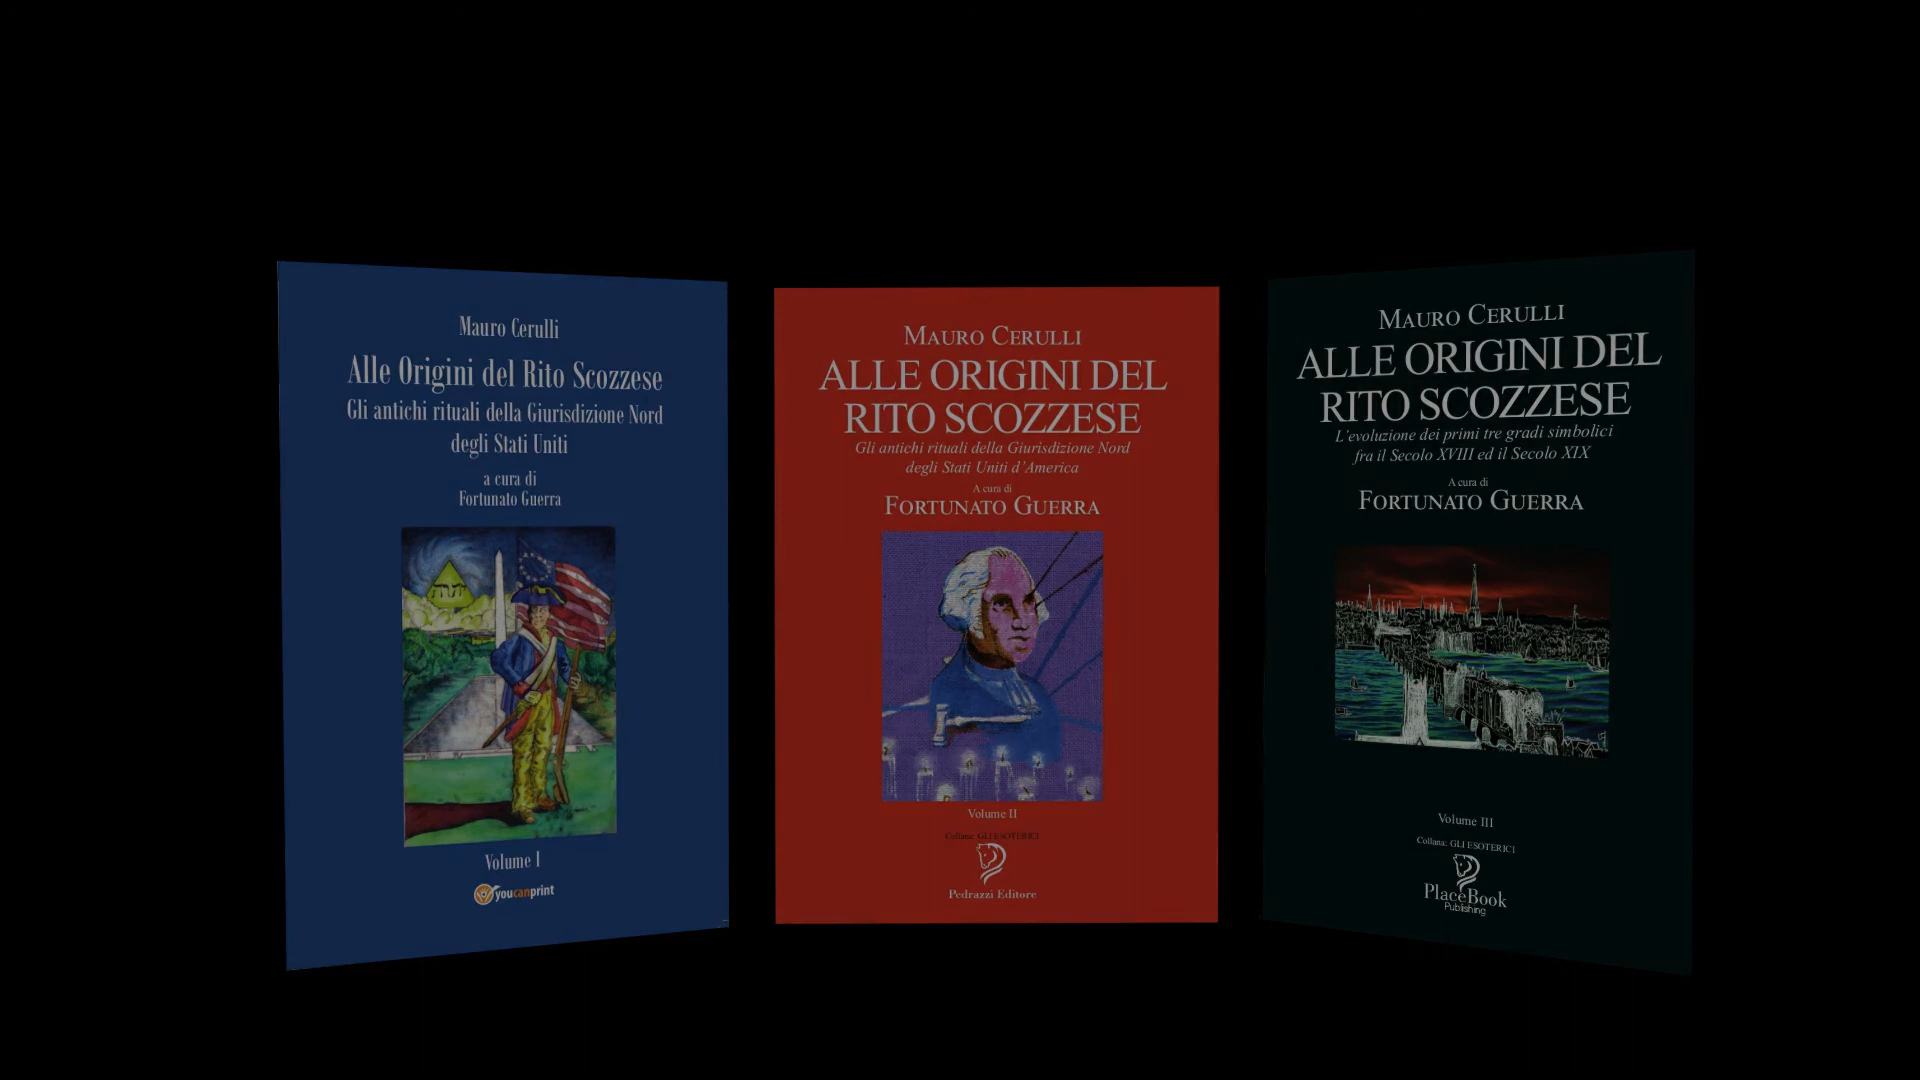 Mauro Cerulli
Alle Origini del Rito Scozzese
Gli antichi rituali della Giurisdizione Nord
degli Stati Uniti
a cura di
Fortunato Guerra
יהוה
Volume I
youcanprint
MAURO CERULLI
ALLE ORIGINI DEL
RITO SCOZZESE
Gli antichi rituali della Giurisdizione Nord
degli Stati Uniti d'America
A cura di
FORTUNATO GUERRA
Volume II
Collana: GLI ESOTERICI
Pedrazzi Editore
MAURO CERULLI
ALLE ORIGINI DEL
RITO SCOZZESE
L'evoluzione dei primi tre gradi simbolici
fra il Secolo XVIII ed il Secolo XIX
A cura di
FORTUNATO GUERRA
Volume III
Collana: GLI ESOTERICI
PlaceBook
Publishing